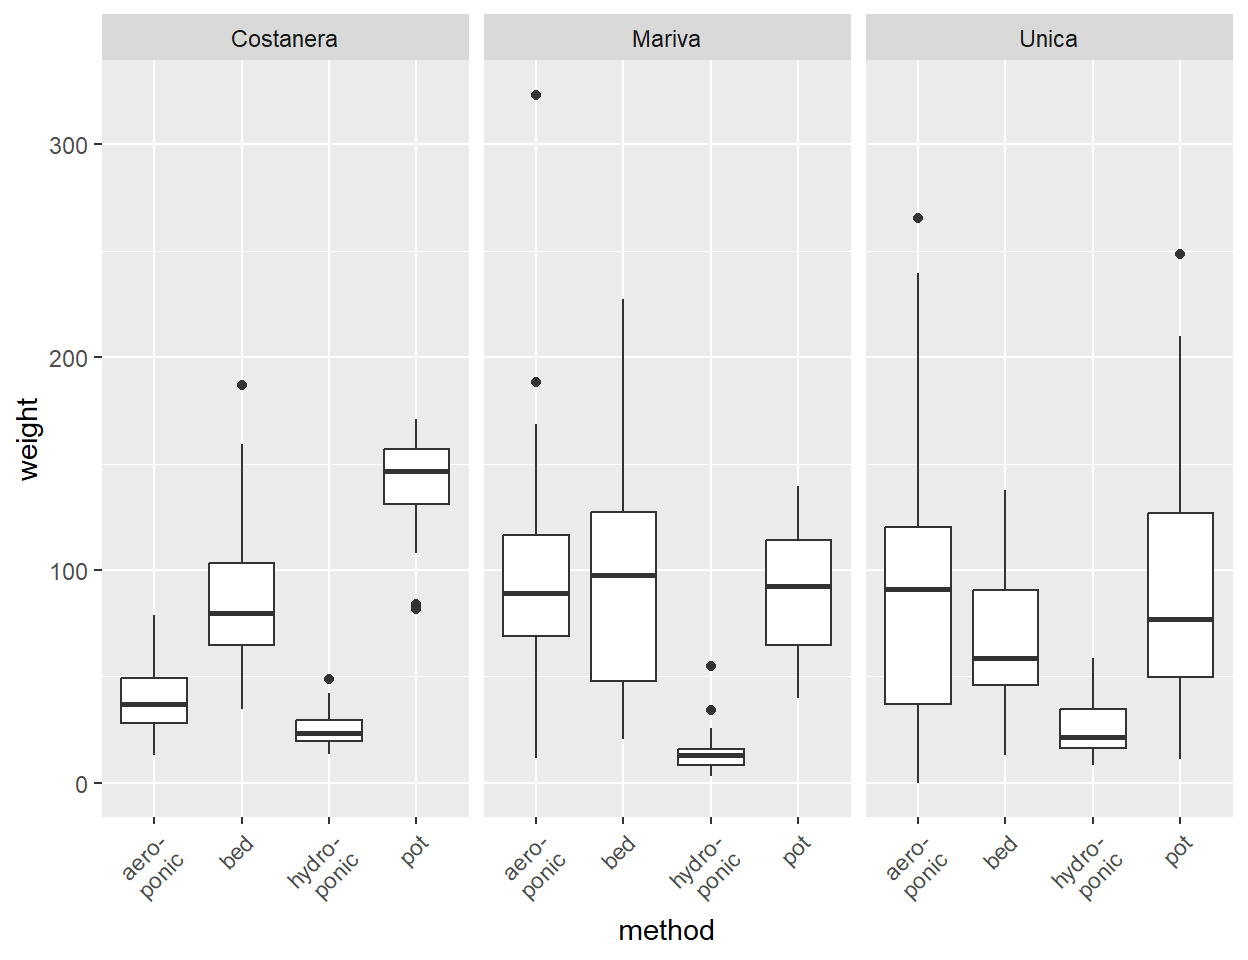 Costanera
Mariva
Unica
300
200
100
0
weight
aero-
ponic
bed
hydro-
ponic
pot
aero-
ponic
bed
hydro-
ponic
pot
aero-
ponic
bed
hydro-
ponic
pot
method